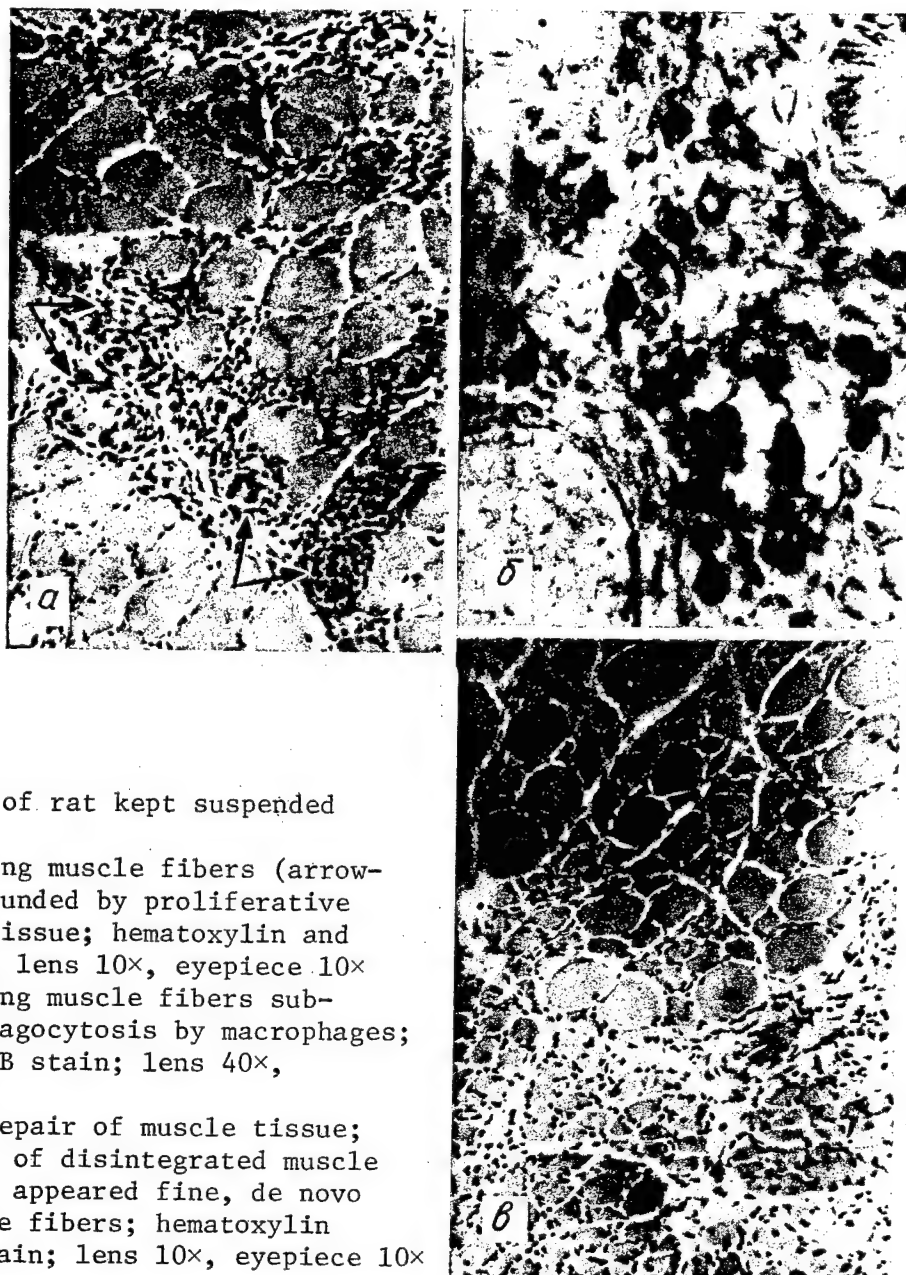 а
б
of rat kept suspended
ng muscle fibers (arrow-
unded by proliferative
issue; hematoxylin and
lens 10×, eyepiece 10×
ng muscle fibers sub-
agocytosis by macrophages;
B stain; lens 40×,
epair of muscle tissue;
of disintegrated muscle
appeared fine, de novo
e fibers; hematoxylin
ain; lens 10×, eyepiece 10×
в